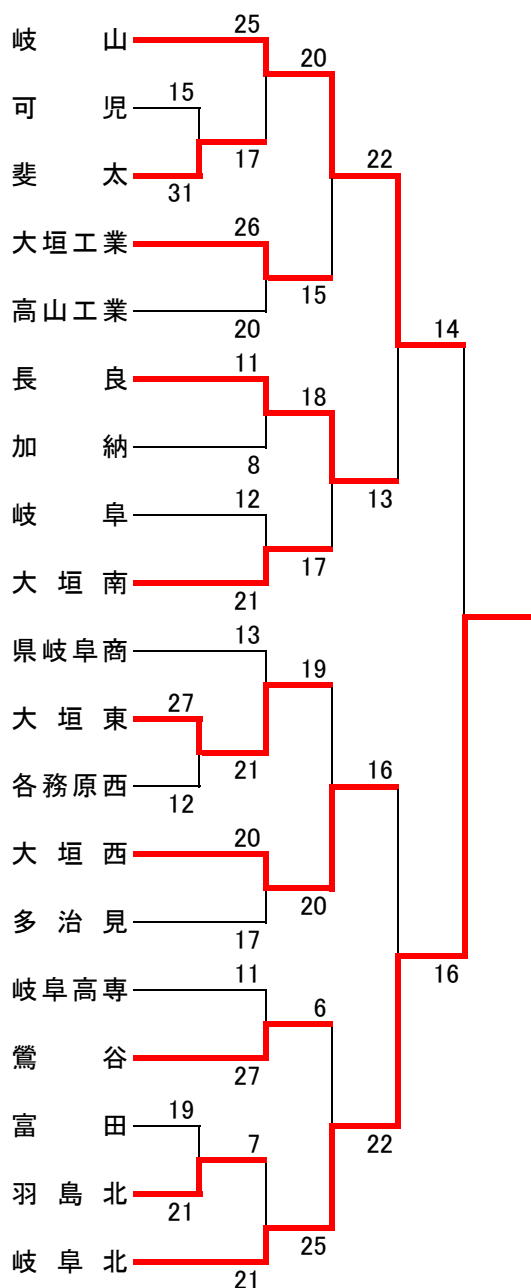 岐山 25
20
可児 15
22
17
斐太 31
大垣工業 26
15
高山工業 20
14
長良 11
18
加納 8
13
岐阜 12
17
大垣南 21
県岐阜商 13
19
大垣東 27
21
16
各務原西 12
大垣西 20
20
多治見 17
16
岐阜高専 11
6
鶯谷 27
富田 19
22
7
羽島北 21
25
岐阜北 21